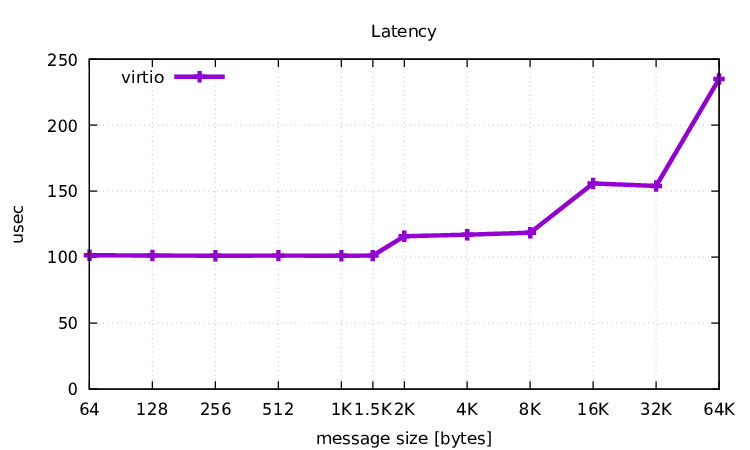 Latency
250
200
150
100
50
0
usec
virtio
64 128 256 512 1K 1.5K 2K 4K 8K 16K 32K 64K
message size [bytes]